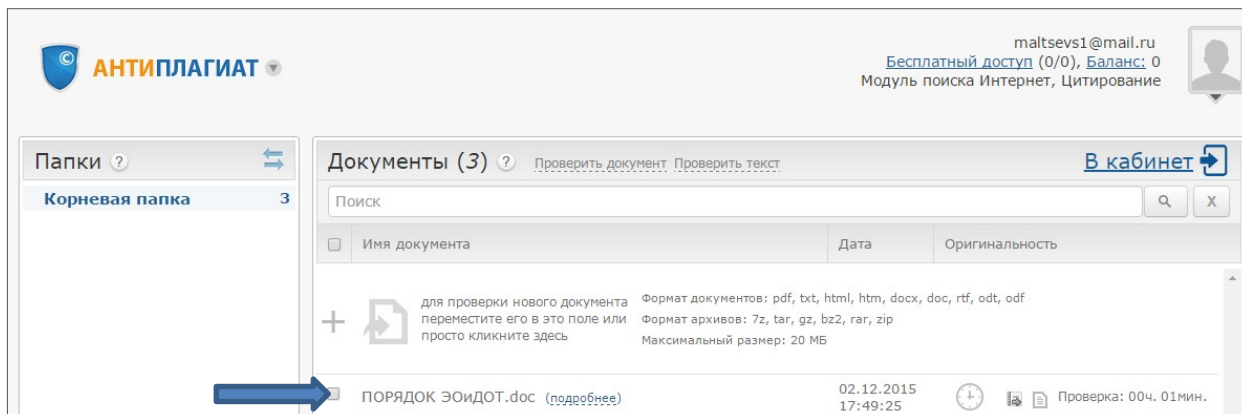 maltsevs1@mail.ru
Бесплатный доступ (0/0), Баланс: 0
Модуль поиска Интернет, Цитирование
© АНТИПЛАГИАТ
Папки ?
Корневая папка 3
Документы (3) ? Проверить документ Проверить текст В кабинет
Поиск X
Имя документа Дата Оригинальность
для проверки нового документа
переместите его в это поле или
просто кликните здесь
Формат документов: pdf, txt, html, htm, docx, doc, rtf, odt, odf
Формат архивов: 7z, tar, gz, bz2, rar, zip
Максимальный размер: 20 МБ
ПОРЯДОК ЭОиДОТ.doc (подробнее)
02.12.2015
17:49:25
Проверка: 00ч. 01мин.